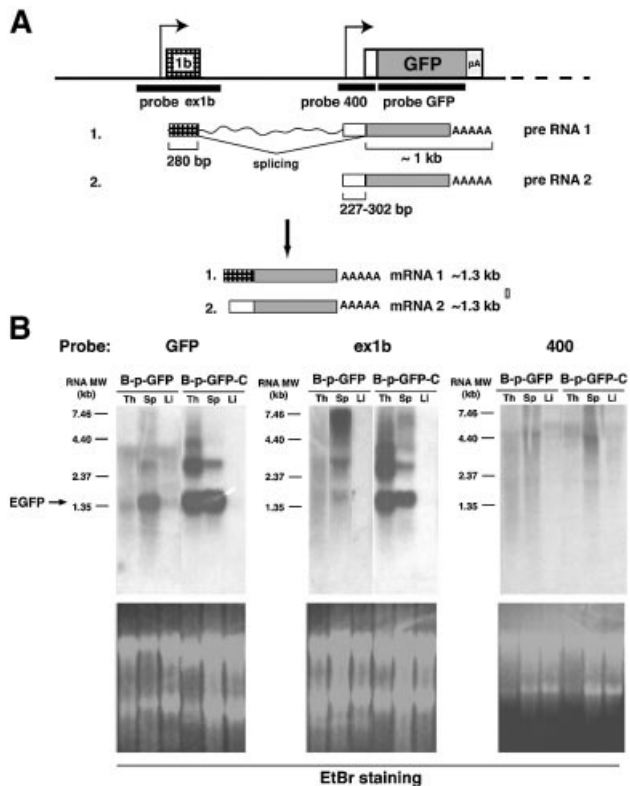 A
1b
GFP
pA
probe ex1b
probe 400
probe GFP
1.
AAAAA
pre RNA 1
280 bp
splicing
~ 1 kb
2.
AAAAA
pre RNA 2
227-302 bp
1.
AAAAA mRNA 1 ~1.3 kb
2.
AAAAA mRNA 2 ~1.3 kb
B
Probe: GFP ex1b 400
RNA MW (kb) B-p-GFP B-p-GFP-C RNA MW (kb) B-p-GFP B-p-GFP-C RNA MW (kb) B-p-GFP B-p-GFP-C
Th Sp Li Th Sp Li Th Sp Li Th Sp Li Th Sp Li Th Sp Li
7.46 7.46 7.46
4.40 4.40 4.40
2.37 2.37 2.37
EGFP 1.35 1.35 1.35
EtBr staining